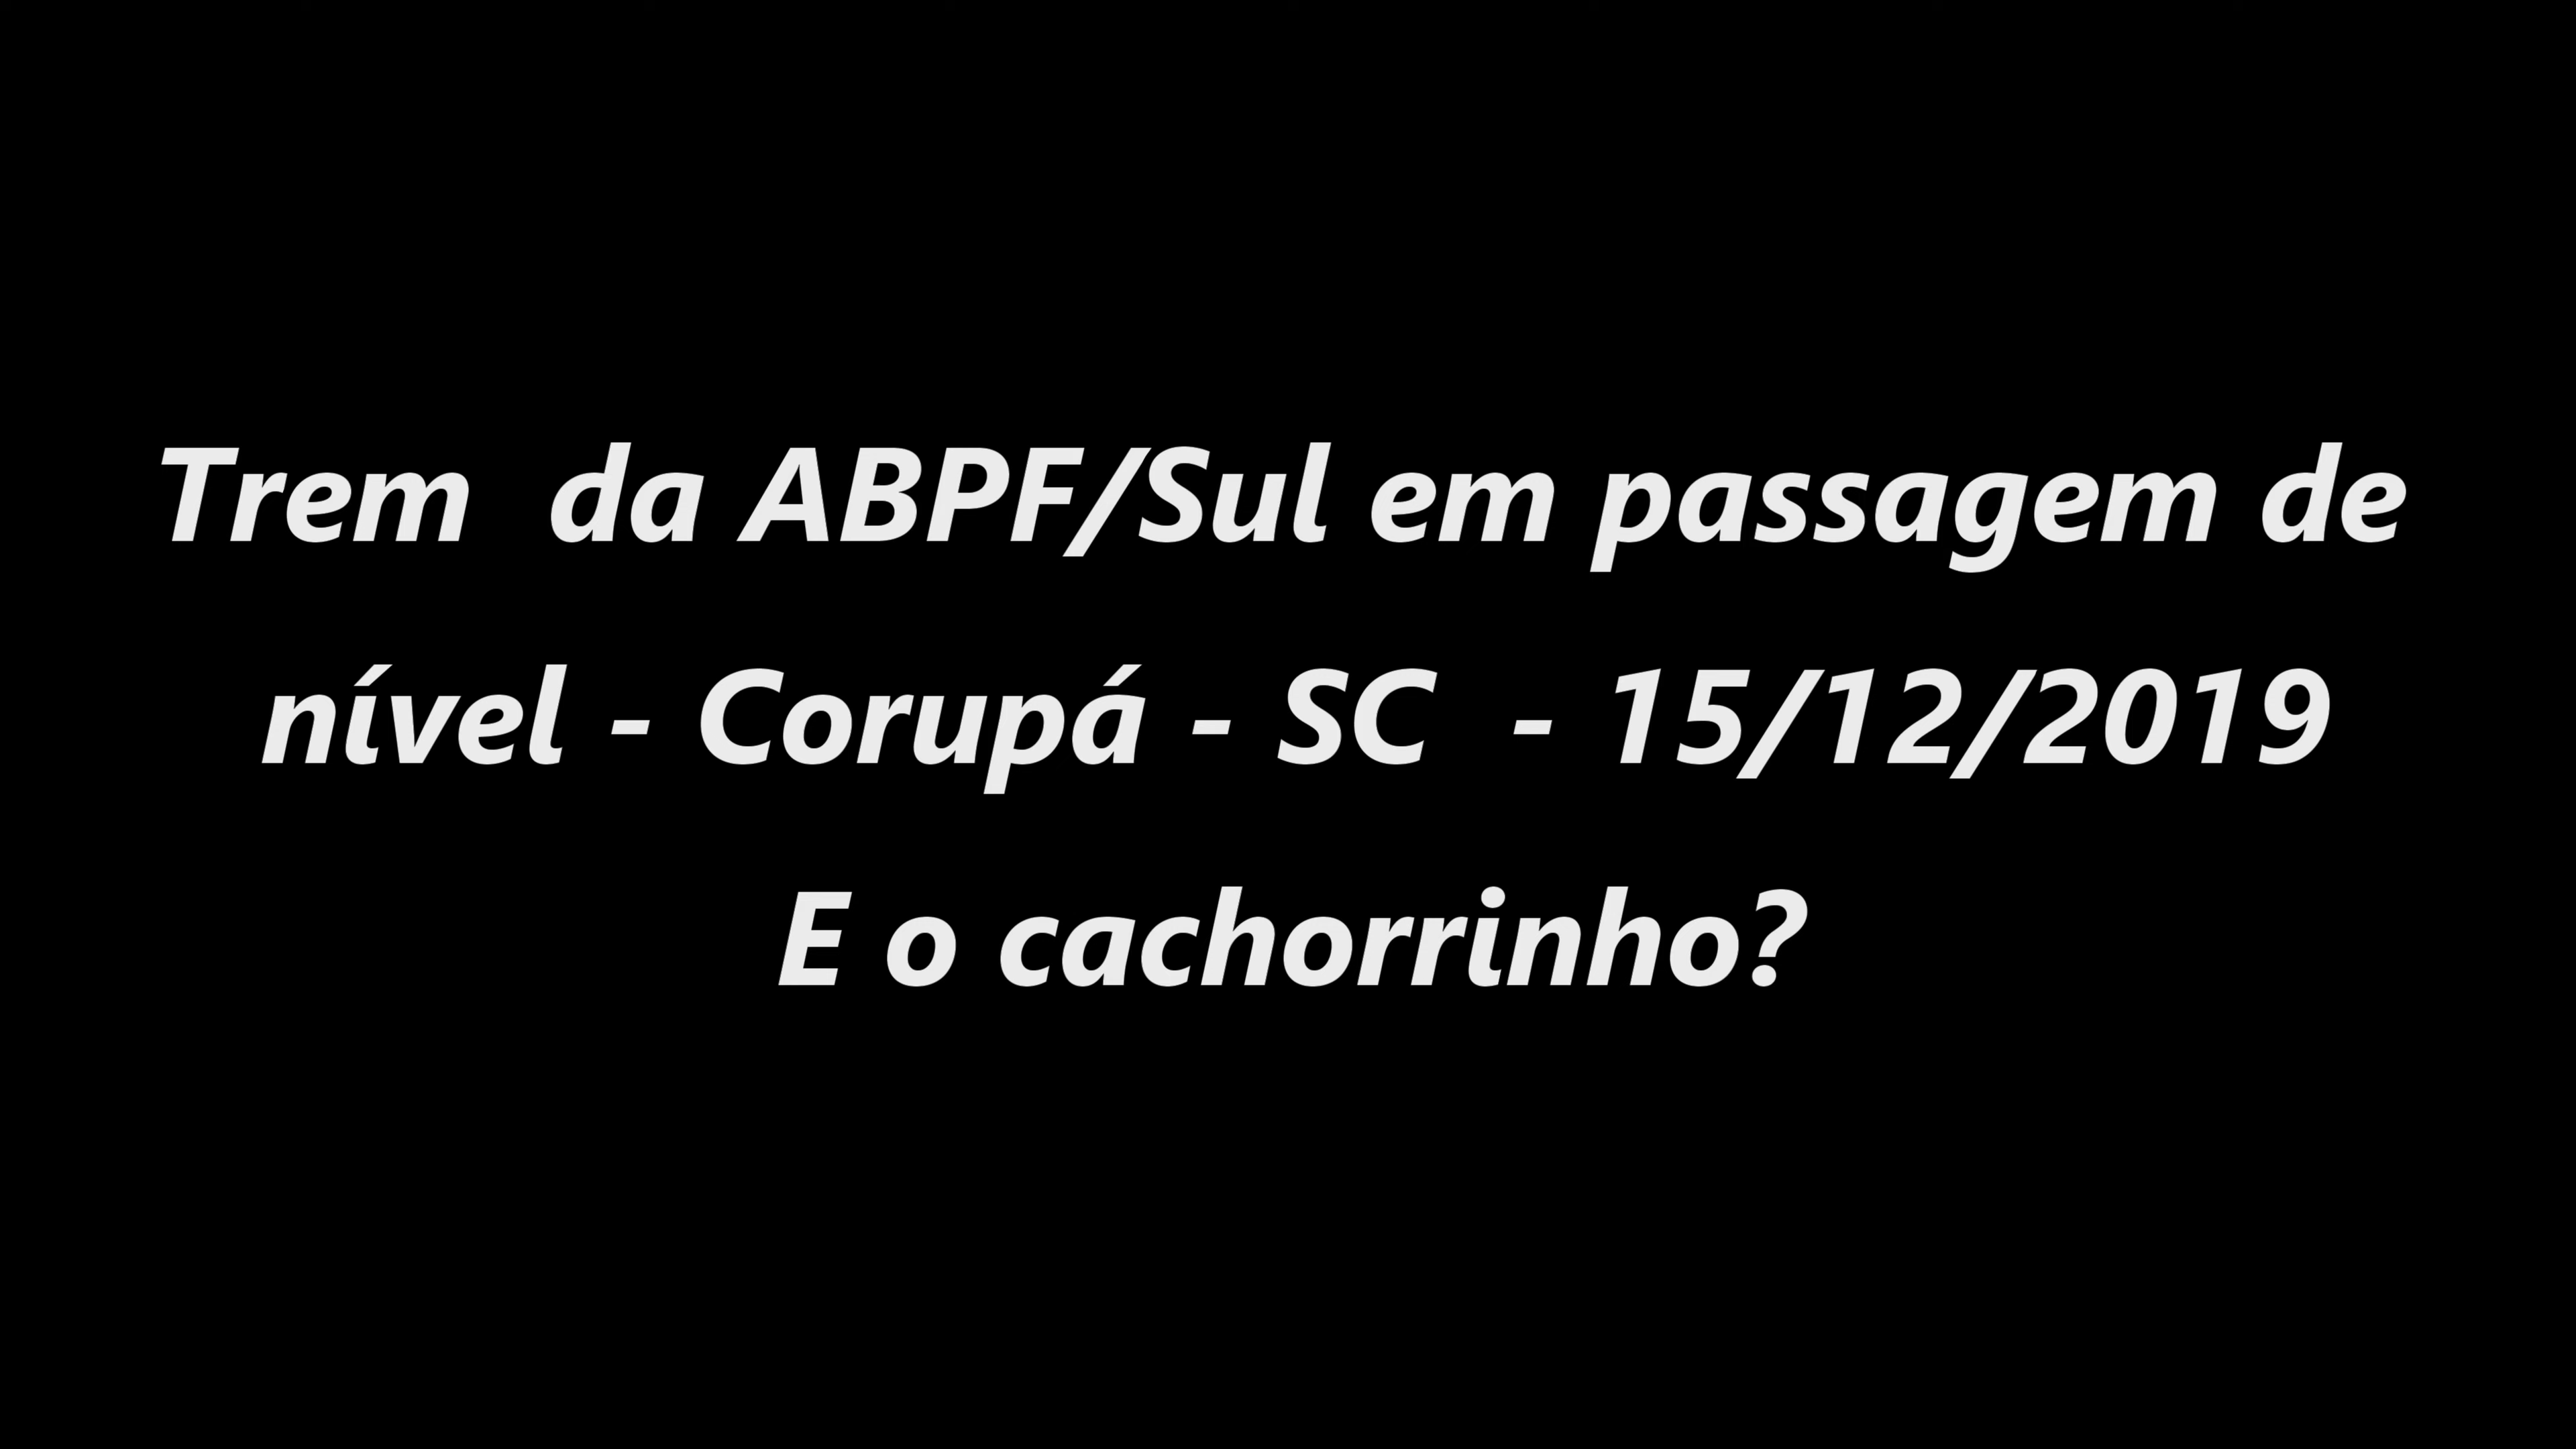 Trem da ABPF/Sul em passagem de
nível - Corupá - SC - 15/12/2019
E o cachorrinho?